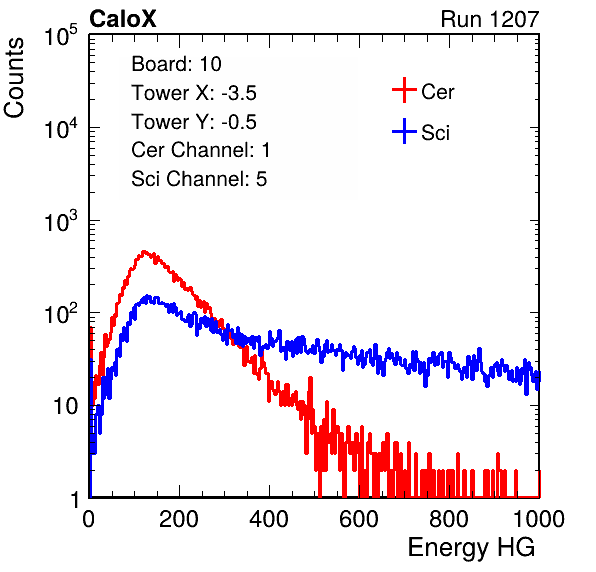 CaloX Run 1207
Counts
10^5
10^4
10^3
10^2
10
1
Board: 10
Tower X: -3.5
Tower Y: -0.5
Cer Channel: 1
Sci Channel: 5
Cer
Sci
0 200 400 600 800 1000
Energy HG